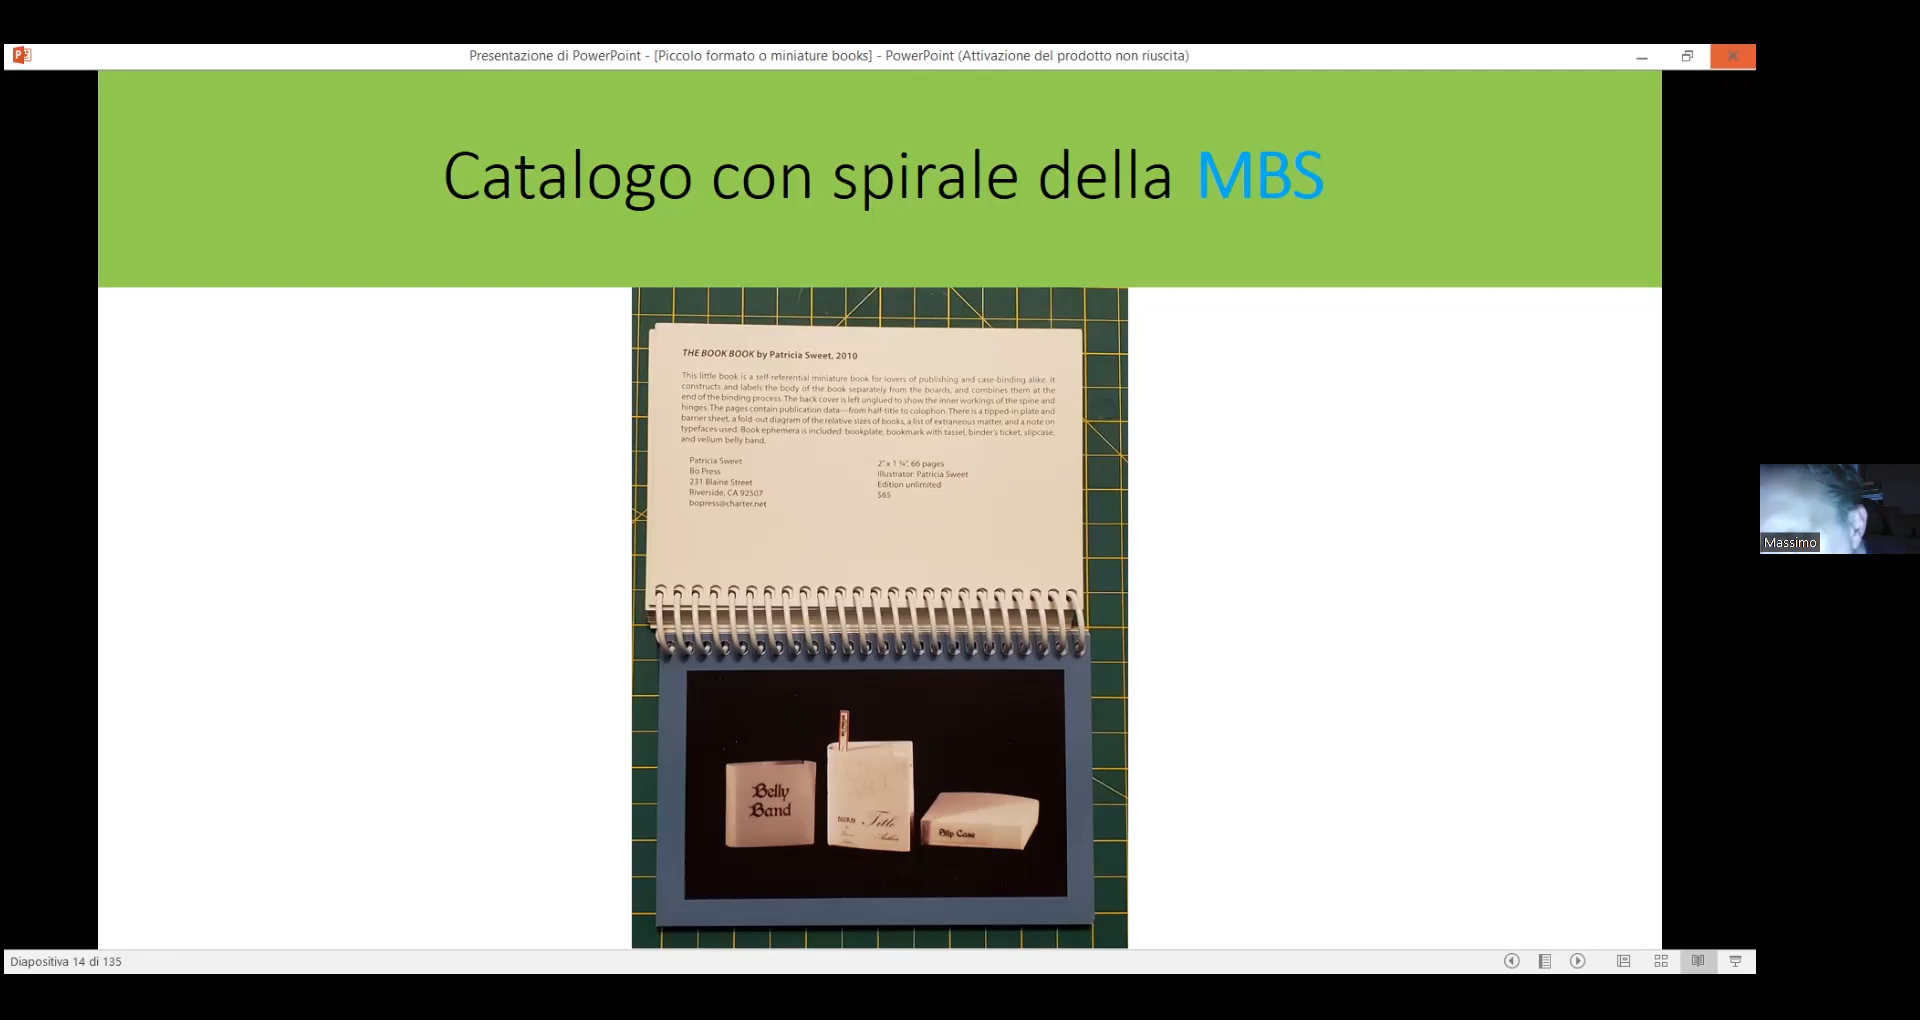 Presentazione di PowerPoint - [Piccolo formato o miniature books] - PowerPoint (Attivazione del prodotto non riuscita)
Catalogo con spirale della MBS
THE BOOK BOOK by Patricia Sweet, 2010
This little book is a self-referential miniature book for lovers of publishing and case-binding alike. It
constructs and labels the body of the book separately from the boards, and combines them at the
end of the binding process. The back cover is left unglued to show the inner workings of the spine and
hinges. The pages contain publication data—from half-title to colophon. There is a tipped-in plate and
barrier sheet, a fold-out diagram of the relative sizes of books, a list of extraneous matter, and a note on
typefaces used. Book ephemera is included: bookplate, bookmark with tassel, binder's ticket, slipcase,
and vellum belly band.
Patricia Sweet
Bo Press
231 Blaine Street
Riverside, CA 92507
bopress@charter.net
2" x 1 ¾", 66 pages
Illustrator: Patricia Sweet
Edition unlimited
$65
Belly
Band
Title
Author
Slip Case
Massimo
Diapositiva 14 di 135